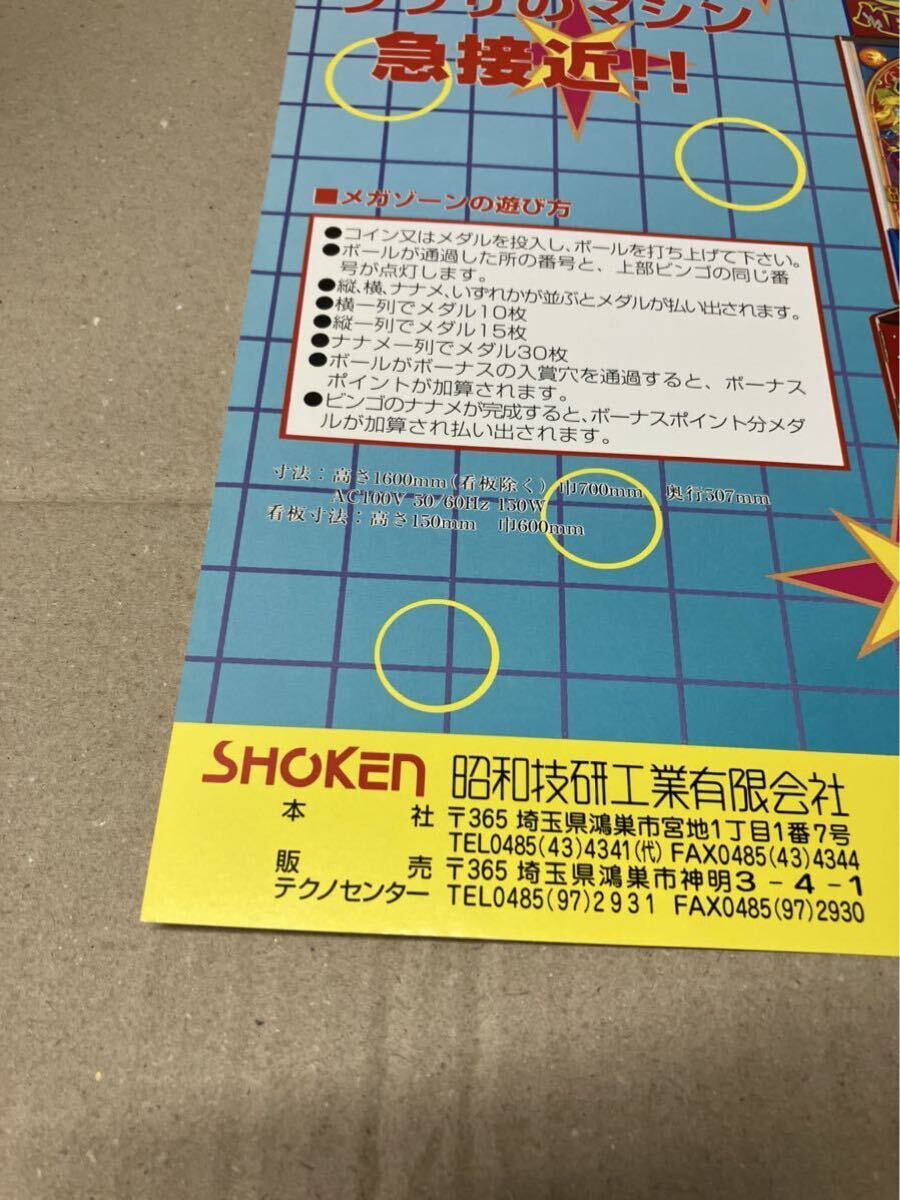 のマシン
急接近!!
■メガゾーンの遊び方
●コイン又はメダルを投入し、ボールを打ち上げて下さい。
●ボールが通過した所の番号と、上部ビンゴの同じ番
号が点灯します。
●縦、横、ナナメ、いずれかが並ぶとメダルが払い出されます。
●横一列でメダル10枚
●縦一列でメダル15枚
●ナナメ一列でメダル30枚
●ボールがボーナスの入賞穴を通過すると、ボーナス
ポイントが加算されます。
●ビンゴのナナメが完成すると、ボーナスポイント分メダ
ルが加算され払い出されます。
寸法：高さ1600mm(看板除く) 巾700mm 奥行507mm
AC100V 50/60Hz 150W
看板寸法：高さ150mm 巾600mm
SHOKEN 昭和技研工業有限会社
本社 〒365 埼玉県鴻巣市宮地1丁目1番7号
TEL0485(43)4341(代) FAX0485(43)4344
販売 〒365 埼玉県鴻巣市神明3-4-1
テクノセンター TEL0485(97)2931 FAX0485(97)2930